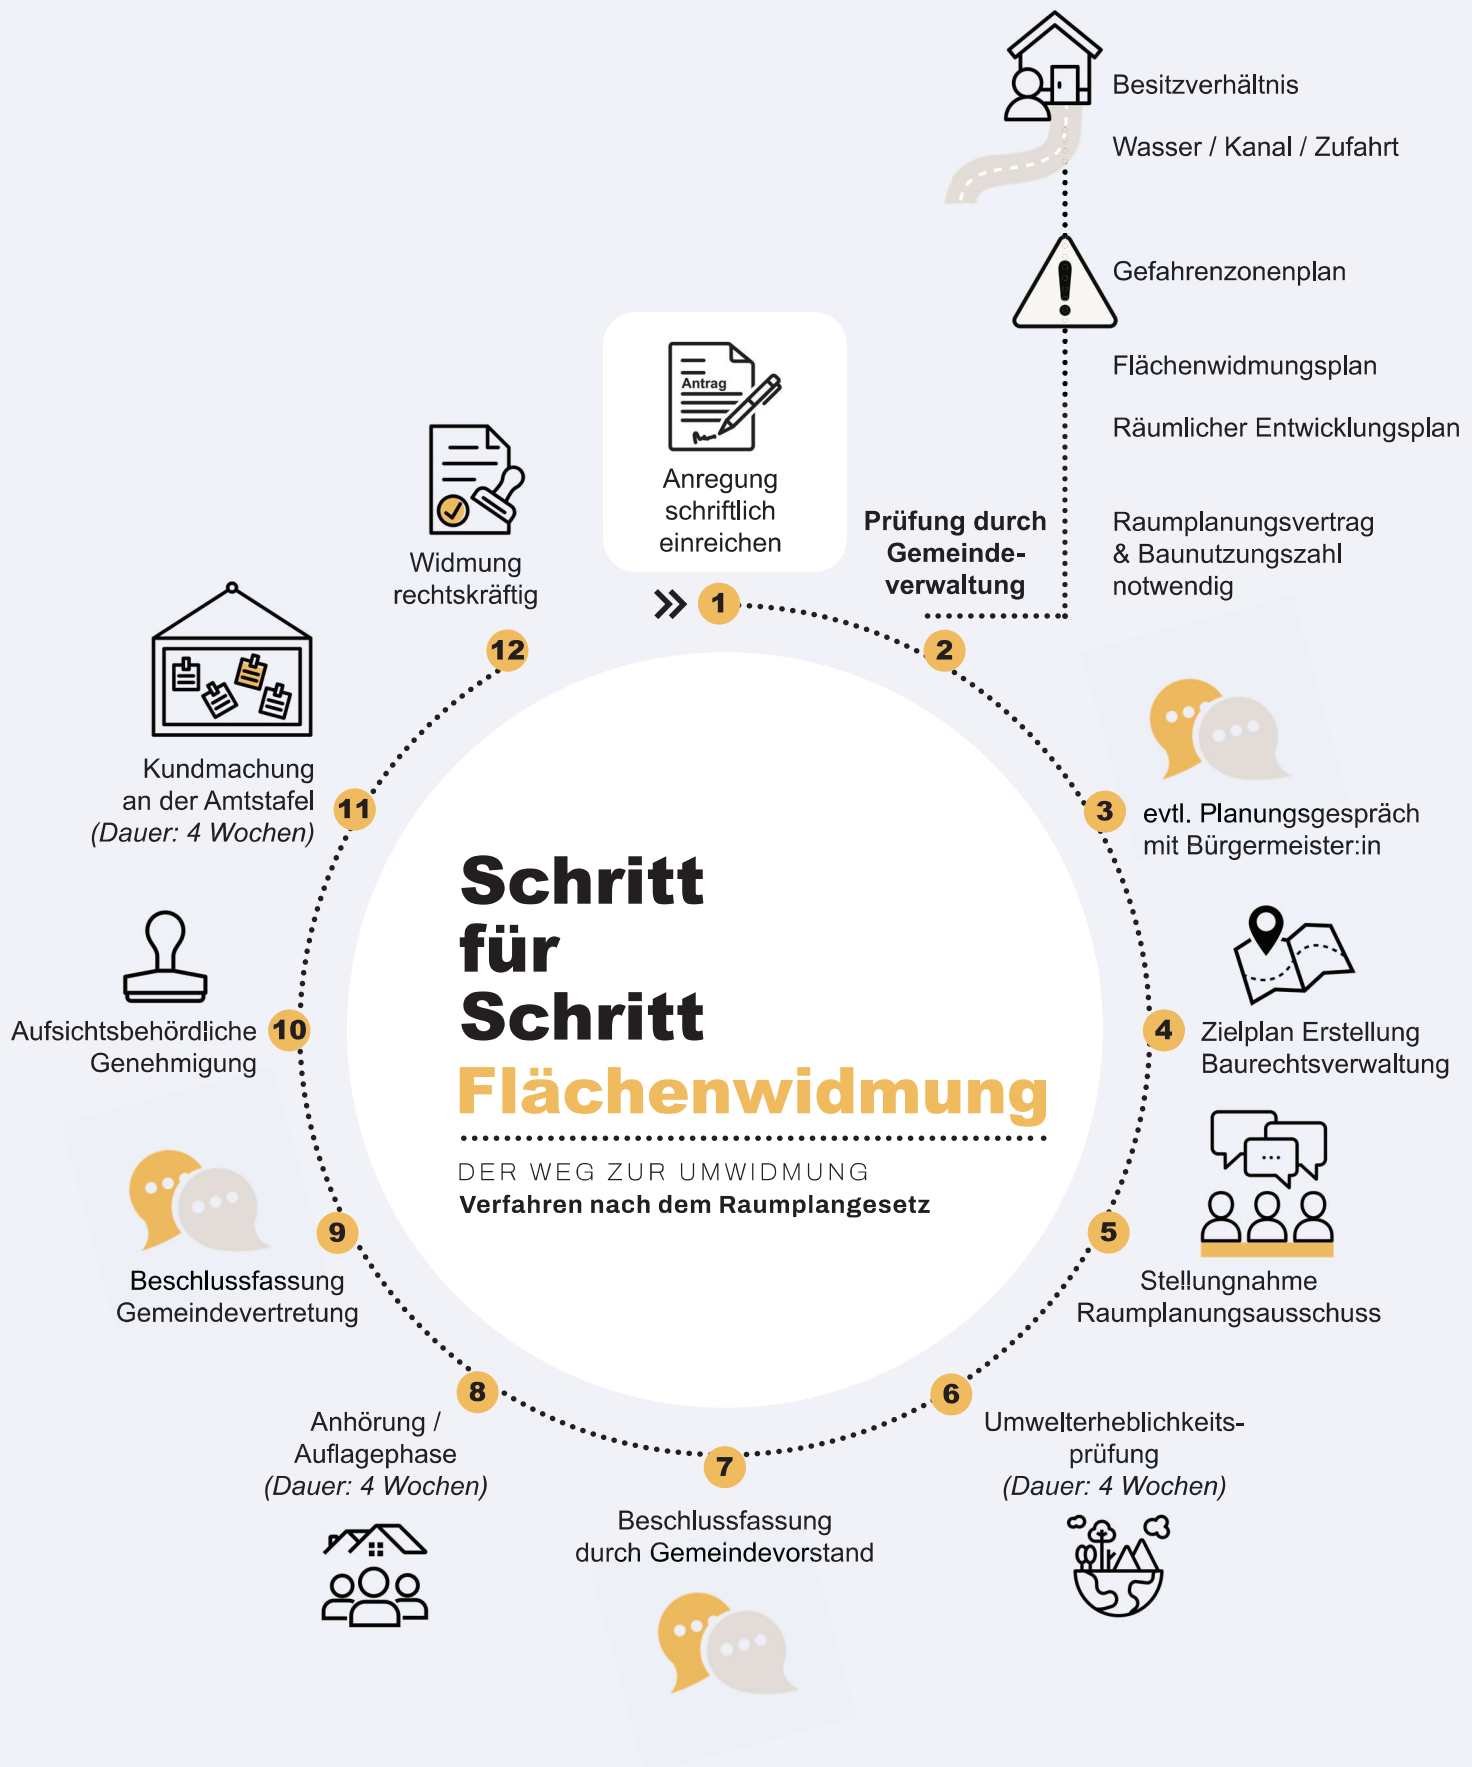 Antrag
Anregung
schriftlich
einreichen
1
Prüfung durch
Gemeinde-
verwaltung
2
Besitzverhältnis
Wasser / Kanal / Zufahrt
Gefahrenzonenplan
Flächenwidmungsplan
Räumlicher Entwicklungsplan
Raumplanungsvertrag
& Baunutzungszahl
notwendig
3
evtl. Planungsgespräch
mit Bürgermeister:in
4
Zielplan Erstellung
Baurechtsverwaltung
5
Stellungnahme
Raumplanungsausschuss
6
Umwelterheblichkeits-
prüfung
(Dauer: 4 Wochen)
7
Beschlussfassung
durch Gemeindevorstand
8
Anhörung /
Auflagephase
(Dauer: 4 Wochen)
9
Beschlussfassung
Gemeindevertretung
10
Aufsichtsbehördliche
Genehmigung
11
Kundmachung
an der Amtstafel
(Dauer: 4 Wochen)
12
Widmung
rechtskräftig
Schritt
für
Schritt
Flächenwidmung
DER WEG ZUR UMWIDMUNG
Verfahren nach dem Raumplangesetz